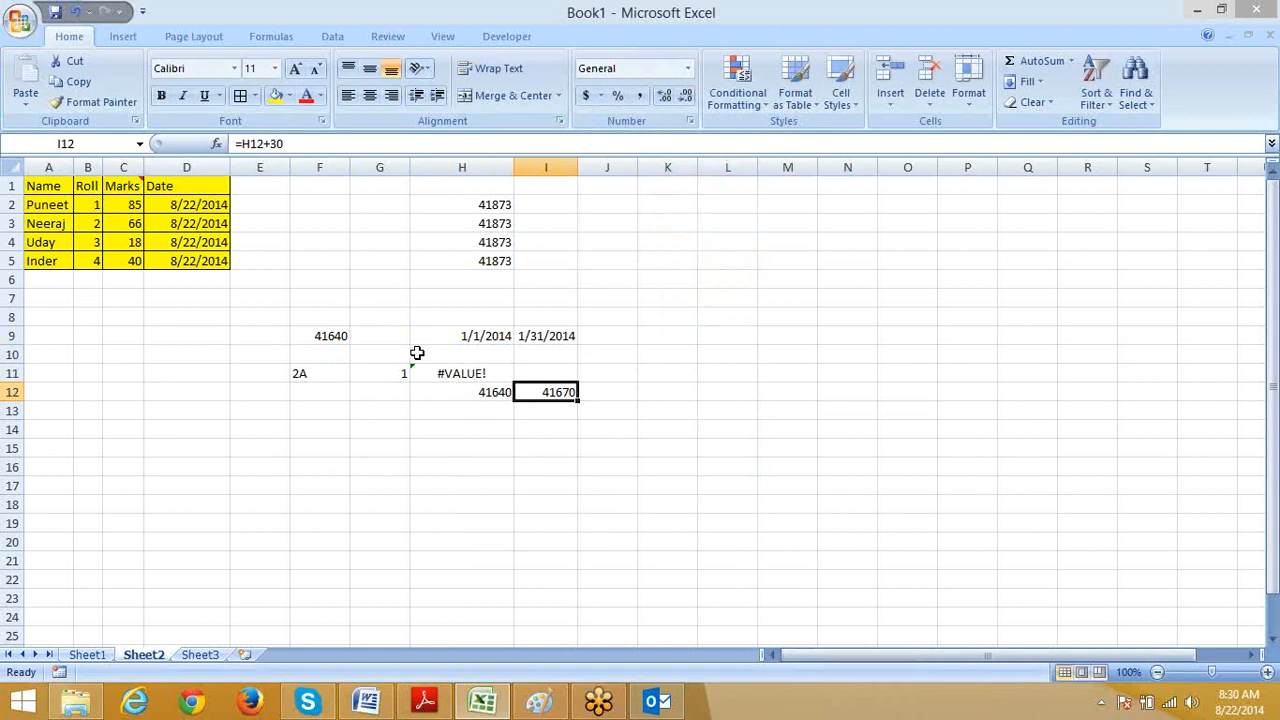 Book1 - Microsoft Excel
Home Insert Page Layout Formulas Data Review View Developer
Cut Calibri 11 Wrap Text General AutoSum
Copy Fill
Paste Format Painter B I U Merge & Center $ % , Conditional Formatting Format as Table Cell Styles Insert Delete Format Clear Sort & Filter Find & Select
Clipboard Font Alignment Number Styles Cells Editing
I12 fx =H12+30
A B C D E F G H I J K L M N O P Q R S T
1 Name Roll Marks Date
2 Puneet 1 85 8/22/2014 41873
3 Neeraj 2 66 8/22/2014 41873
4 Uday 3 18 8/22/2014 41873
5 Inder 4 40 8/22/2014 41873
6
7
8
9 41640 1/1/2014 1/31/2014
10
11 2A 1 #VALUE!
12 41640 41670
13
14
15
16
17
18
19
20
21
22
23
24
25
Sheet1 Sheet2 Sheet3
Ready 100%
8:30 AM
8/22/2014